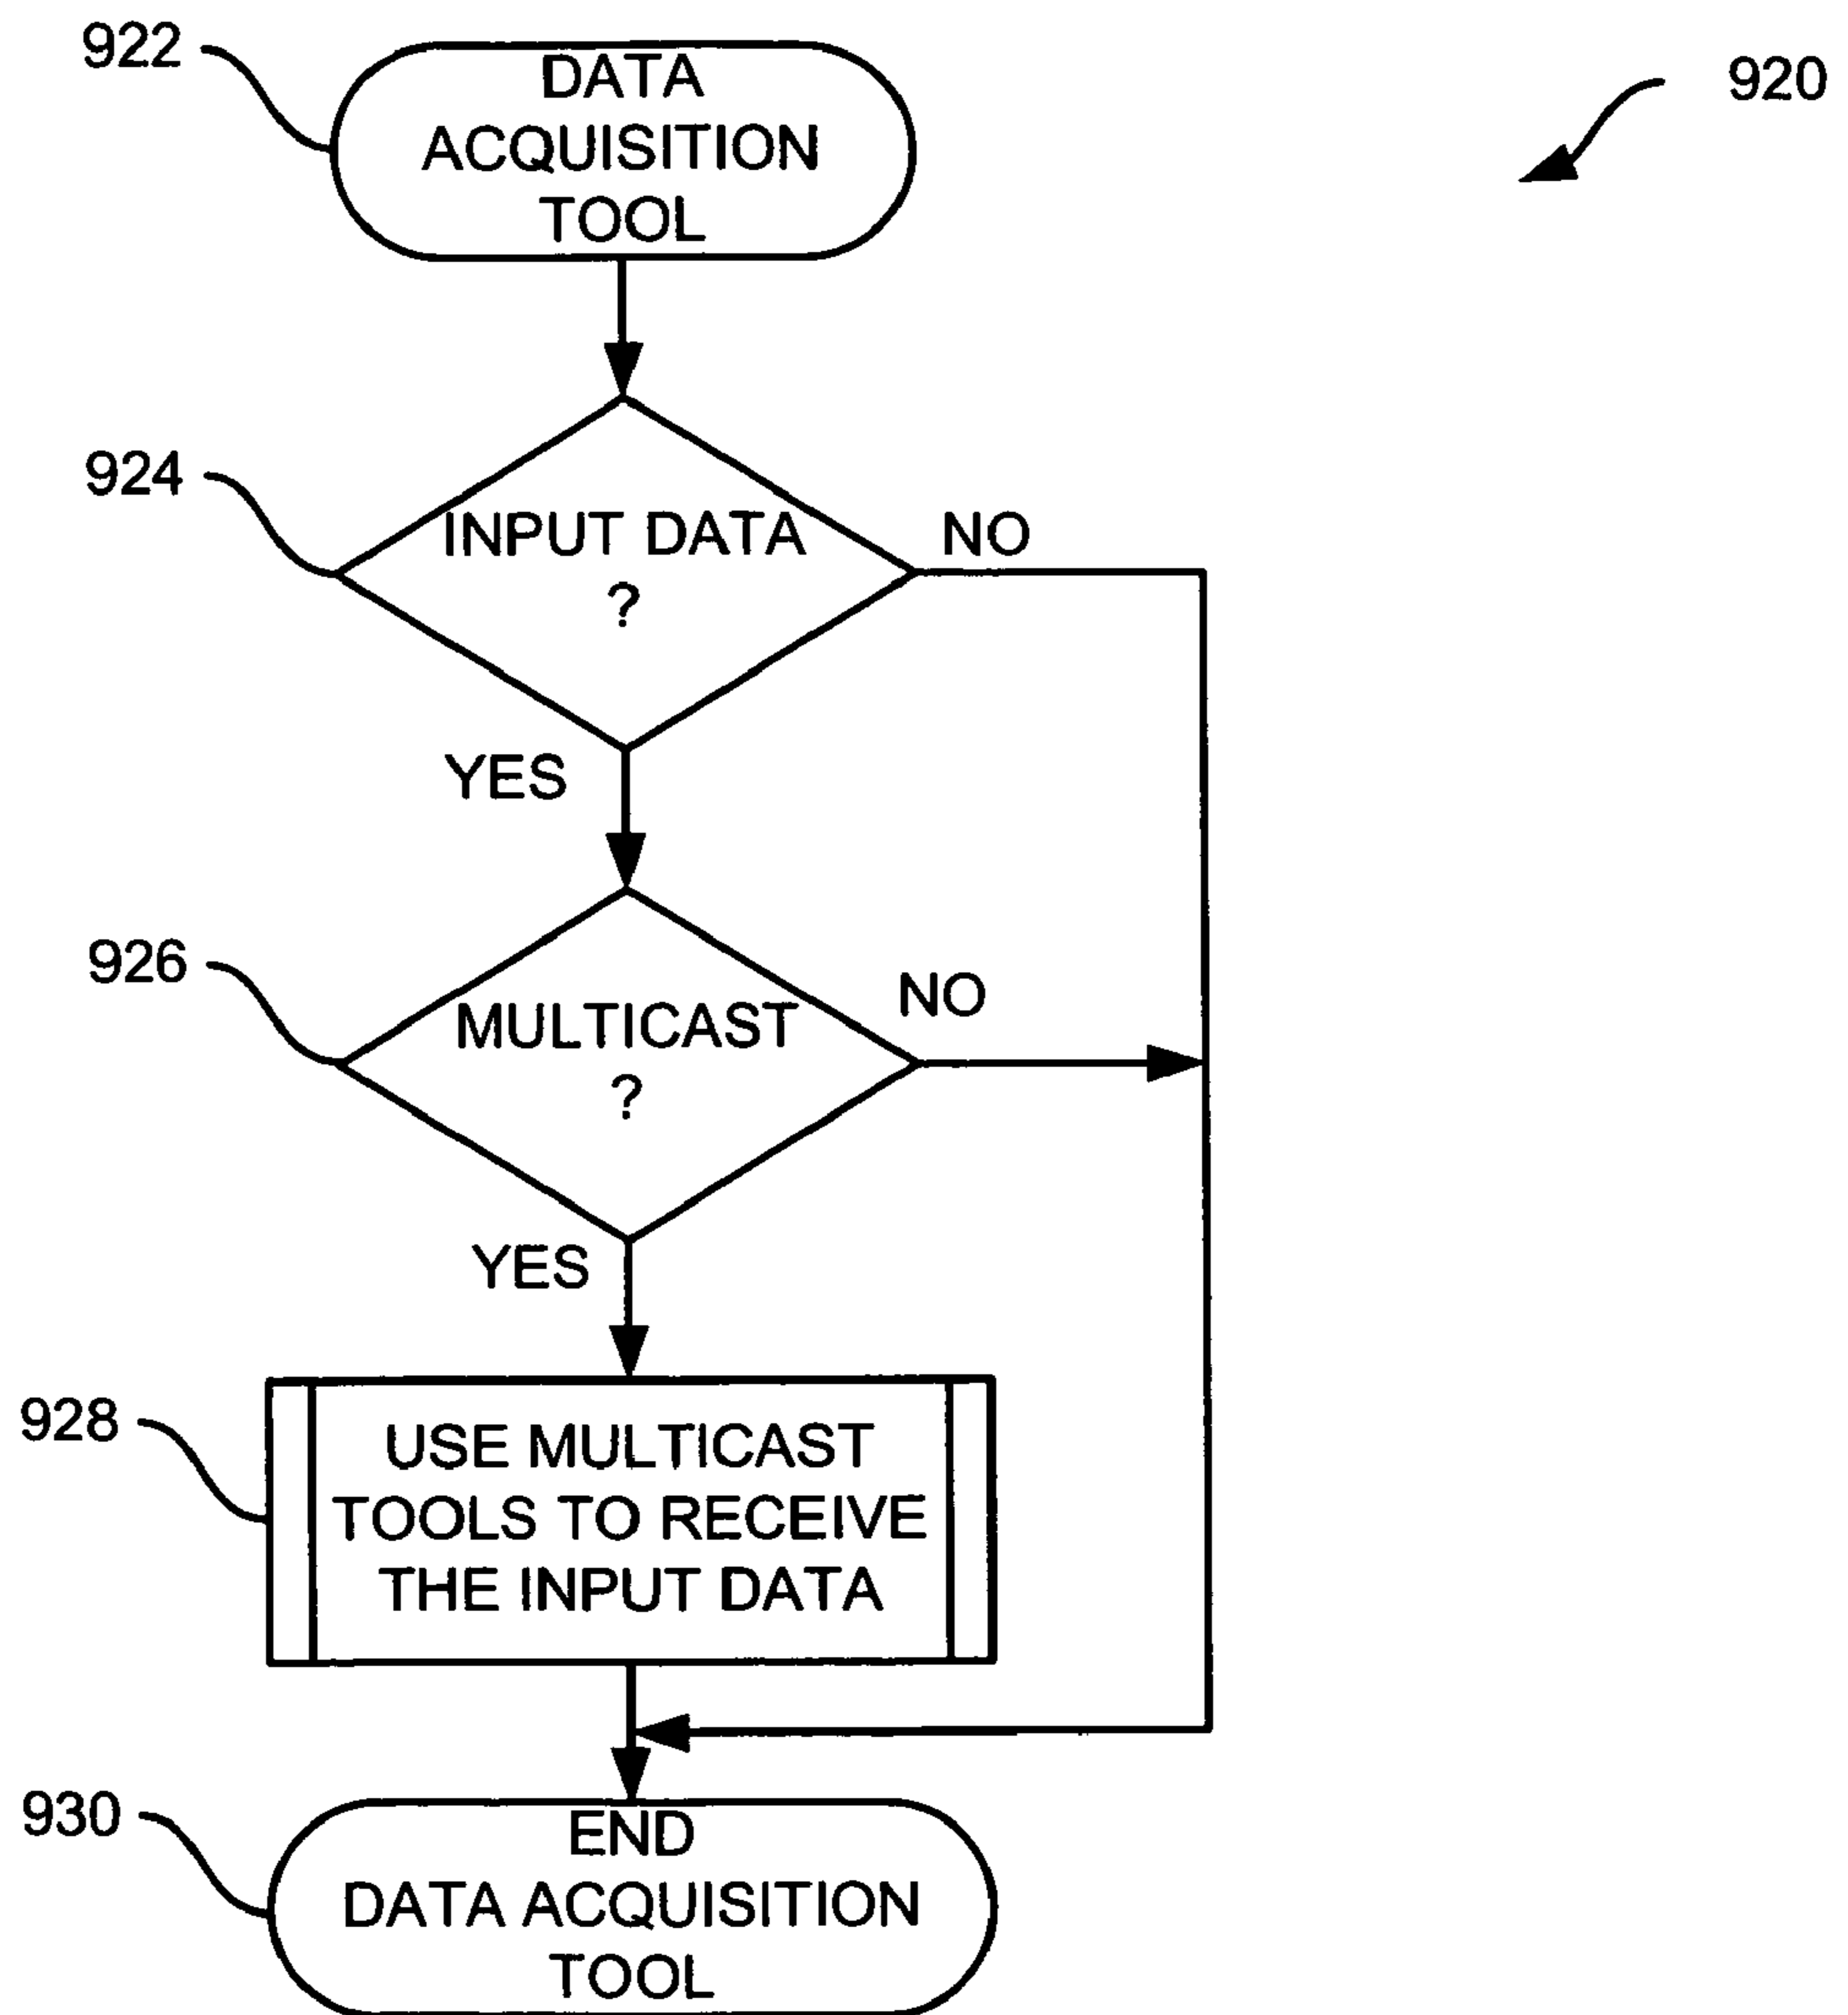 922
DATA
ACQUISITION
TOOL
920
924
INPUT DATA
?
NO
YES
926
MULTICAST
?
NO
YES
928
USE MULTICAST
TOOLS TO RECEIVE
THE INPUT DATA
930
END
DATA ACQUISITION
TOOL